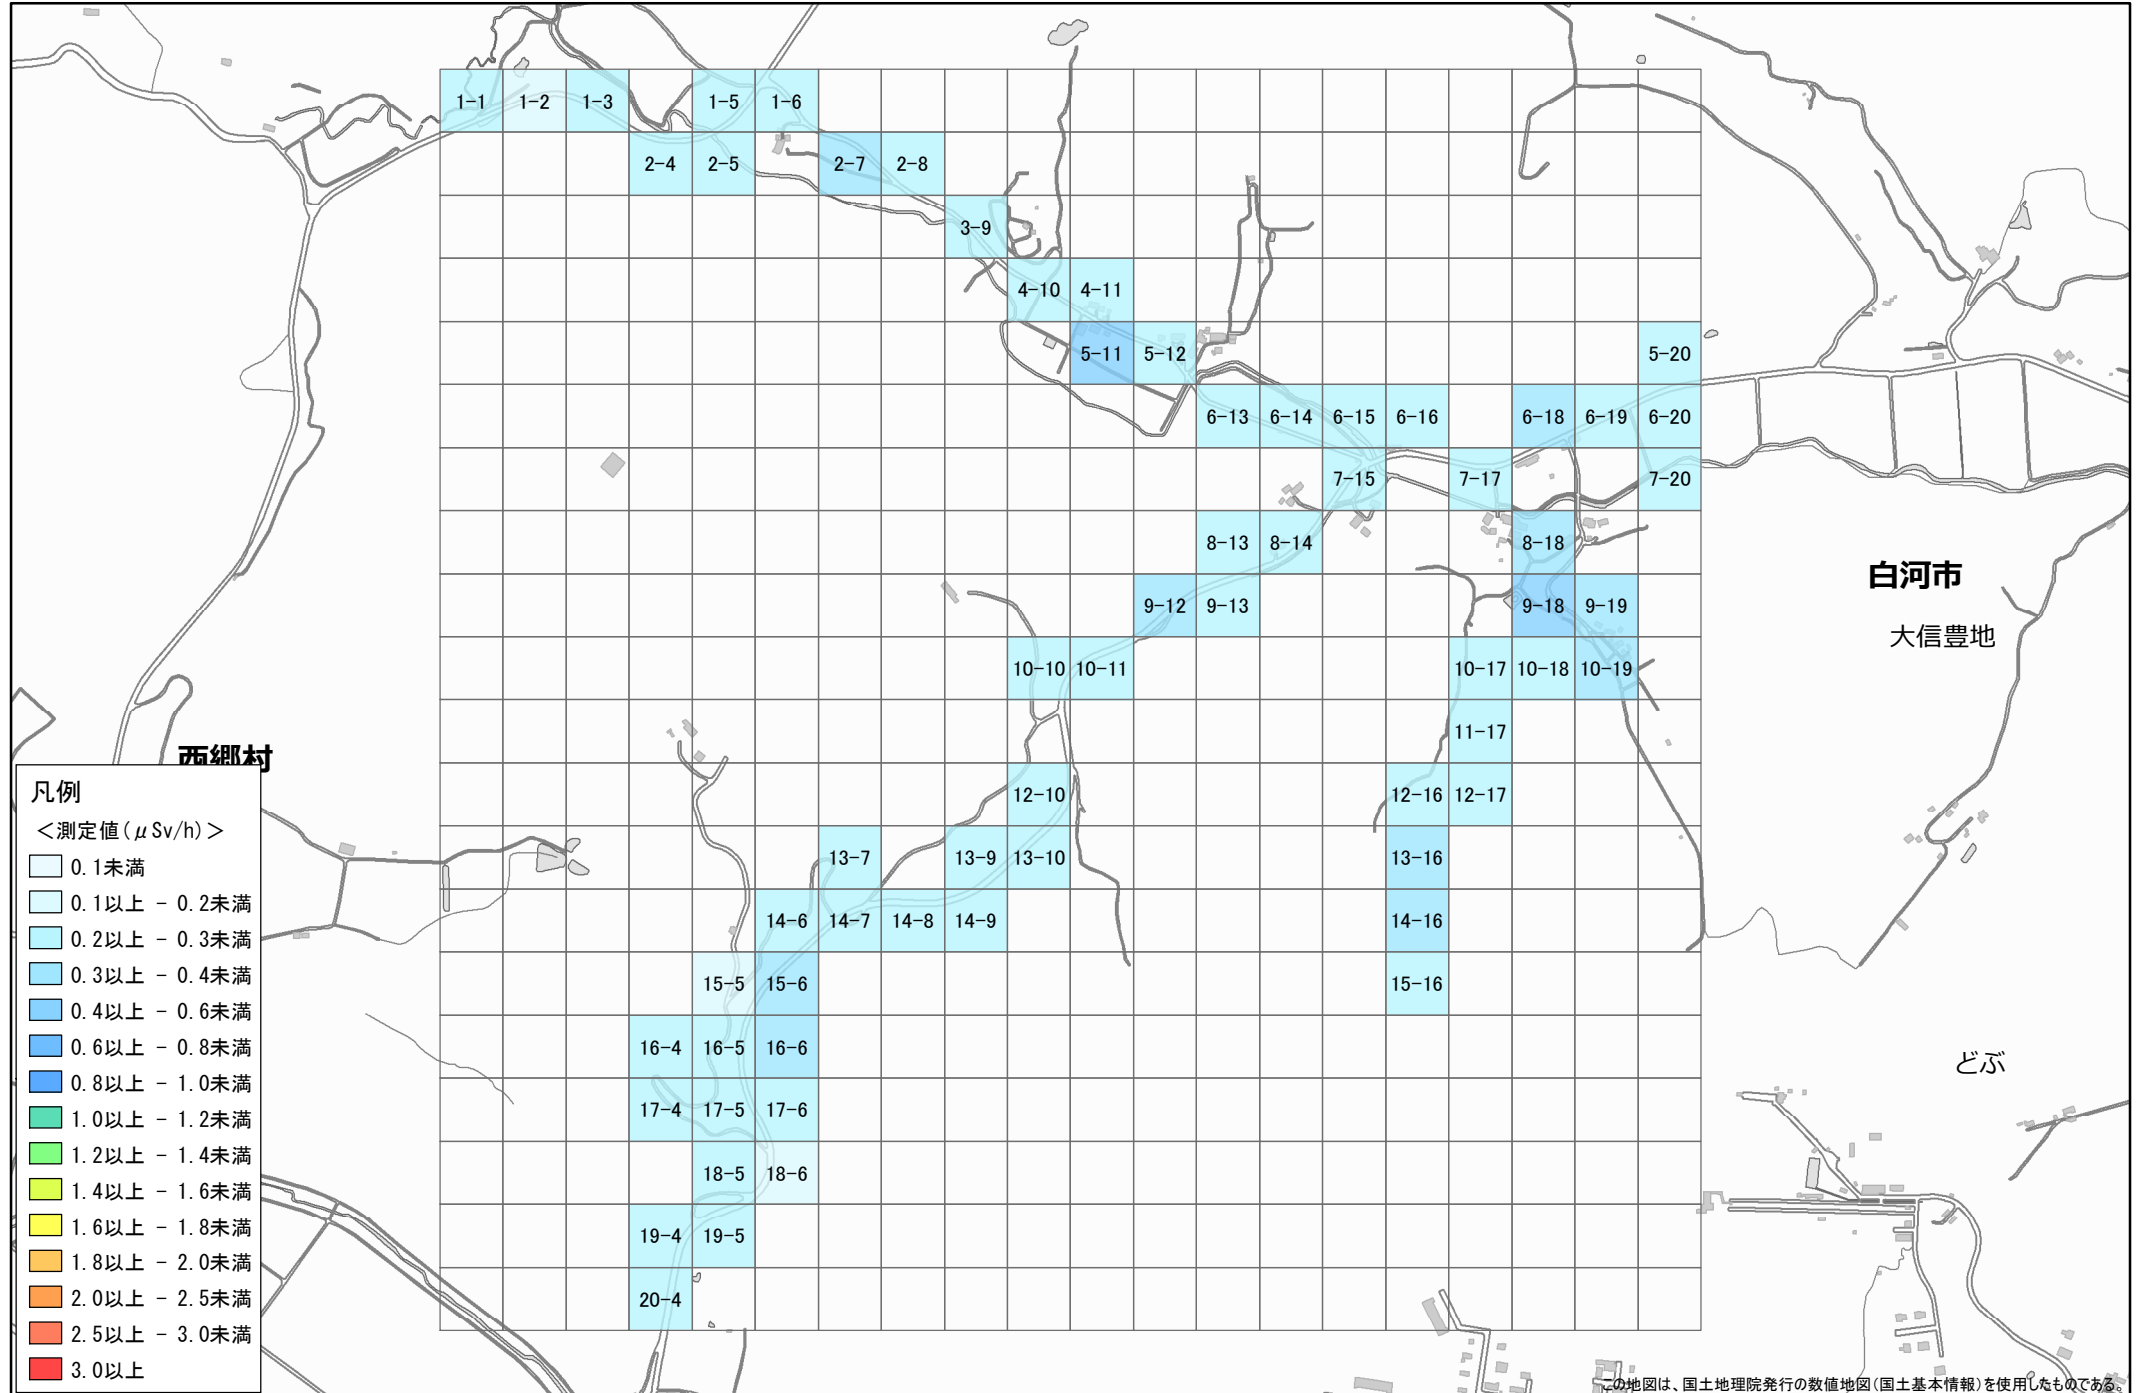 1-1 1-2 1-3 1-5 1-6
2-4 2-5 2-7 2-8
3-9
4-10 4-11
5-11 5-12 5-20
6-13 6-14 6-15 6-16 6-18 6-19 6-20
7-15 7-17 7-20
8-13 8-14 8-18
白河市
9-12 9-13 9-18 9-19
大信豊地
10-10 10-11 10-17 10-18 10-19
11-17
西郷村
12-10 12-16 12-17
13-7 13-9 13-10 13-16
14-6 14-7 14-8 14-9 14-16
15-5 15-6 15-16
16-4 16-5 16-6
どぶ
17-4 17-5 17-6
18-5 18-6
19-4 19-5
20-4
凡例
＜測定値(μSv/h)＞
0.1未満
0.1以上 - 0.2未満
0.2以上 - 0.3未満
0.3以上 - 0.4未満
0.4以上 - 0.6未満
0.6以上 - 0.8未満
0.8以上 - 1.0未満
1.0以上 - 1.2未満
1.2以上 - 1.4未満
1.4以上 - 1.6未満
1.6以上 - 1.8未満
1.8以上 - 2.0未満
2.0以上 - 2.5未満
2.5以上 - 3.0未満
3.0以上
この地図は、国土地理院発行の数値地図(国土基本情報)を使用したものである。